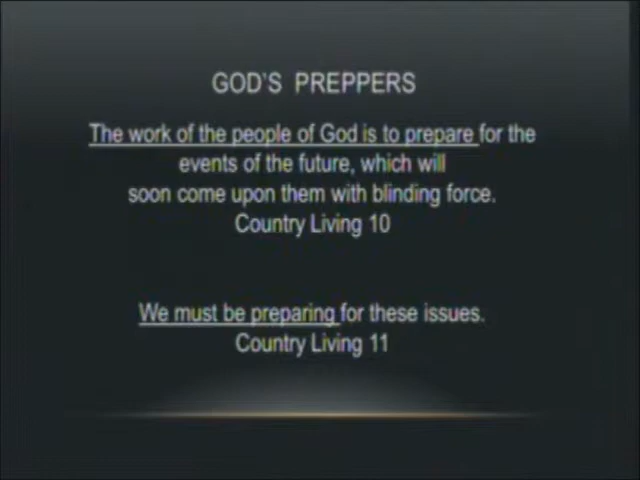 GOD'S PREPPERS
The work of the people of God is to prepare for the
events of the future, which will
soon come upon them with blinding force.
Country Living 10
We must be preparing for these issues.
Country Living 11